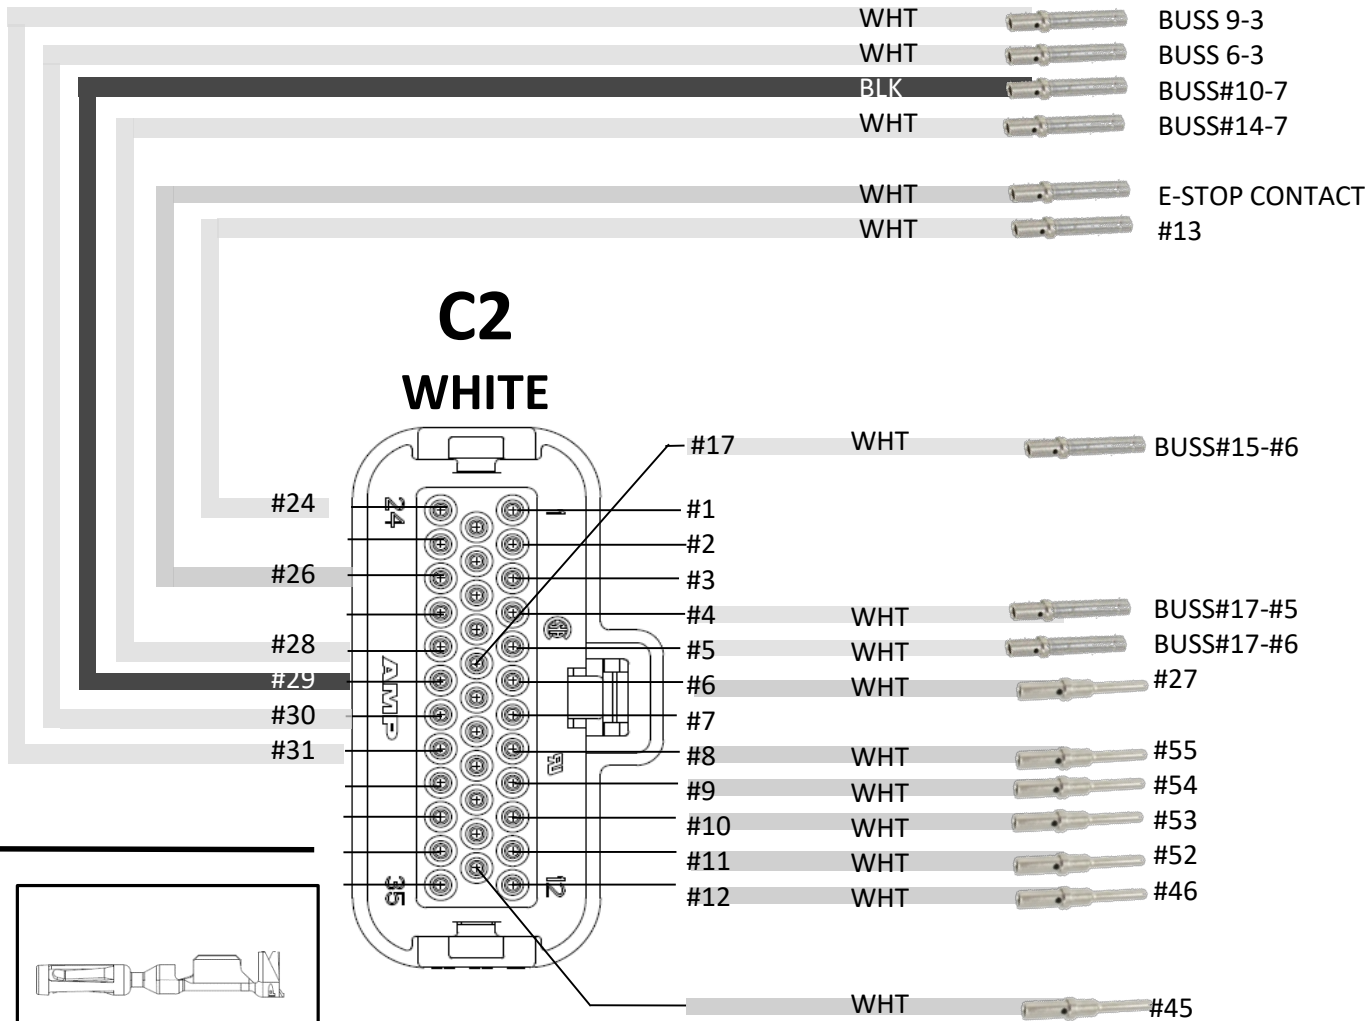 WHT BUSS 9-3
WHT BUSS 6-3
BLK BUSS#10-7
WHT BUSS#14-7
WHT E-STOP CONTACT
WHT #13
C2
WHITE
#17 WHT BUSS#15-#6
#24 24 1 #1
#2
#26 #3
#4 WHT BUSS#17-#5
#28 #5 WHT BUSS#17-#6
#29 AMP #6 WHT #27
#30 #7
#31 #8 WHT #55
#9 WHT #54
#10 WHT #53
#11 WHT #52
35 12 #12 WHT #46
WHT #45